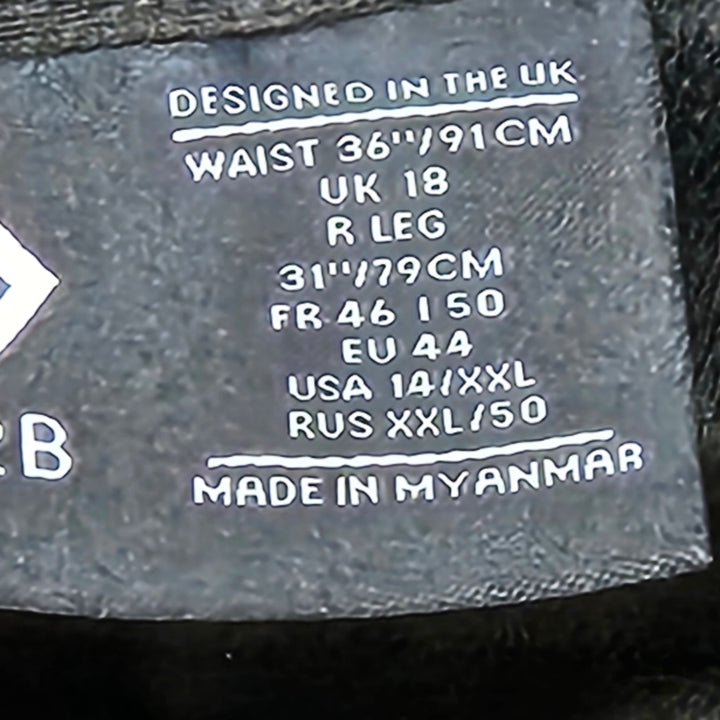 DESIGNED IN THE UK
WAIST 36"/91CM
UK 18
R LEG
31"/79CM
FR 46 I 50
EU 44
USA 14/XXL
RUS XXL/50
B
MADE IN MYANMAR